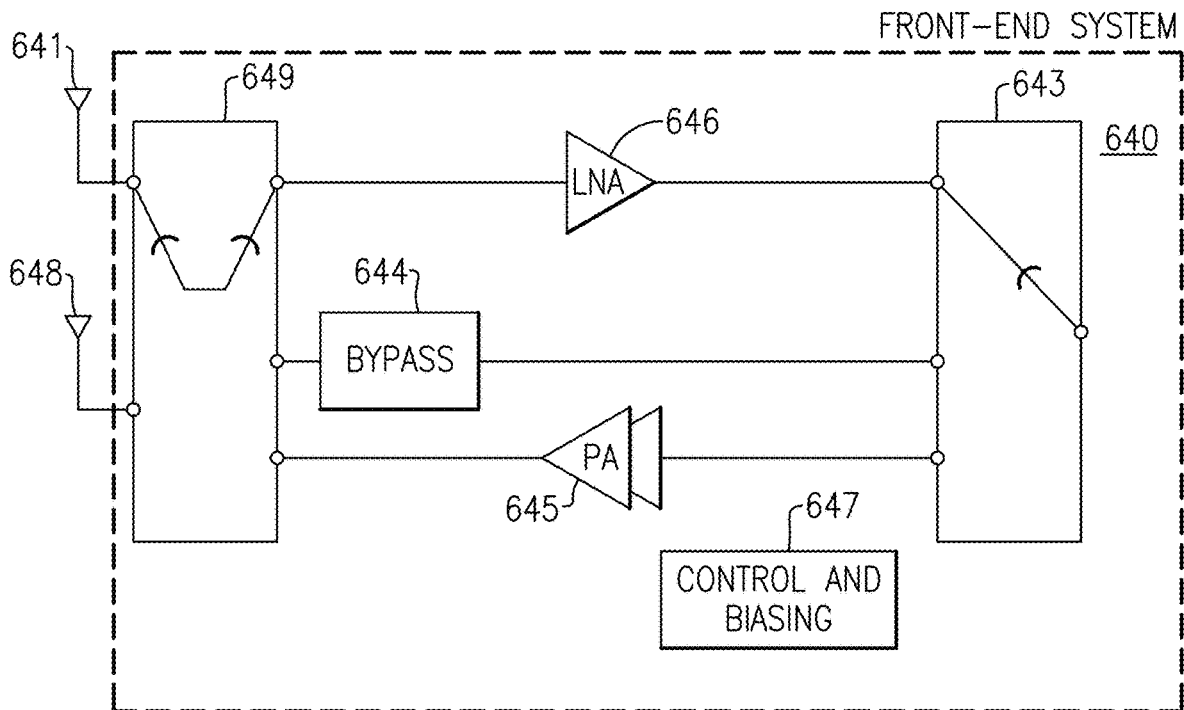 FRONT-END SYSTEM
641
649
643
646
640
LNA
648
644
BYPASS
PA
645
647
CONTROL AND
BIASING